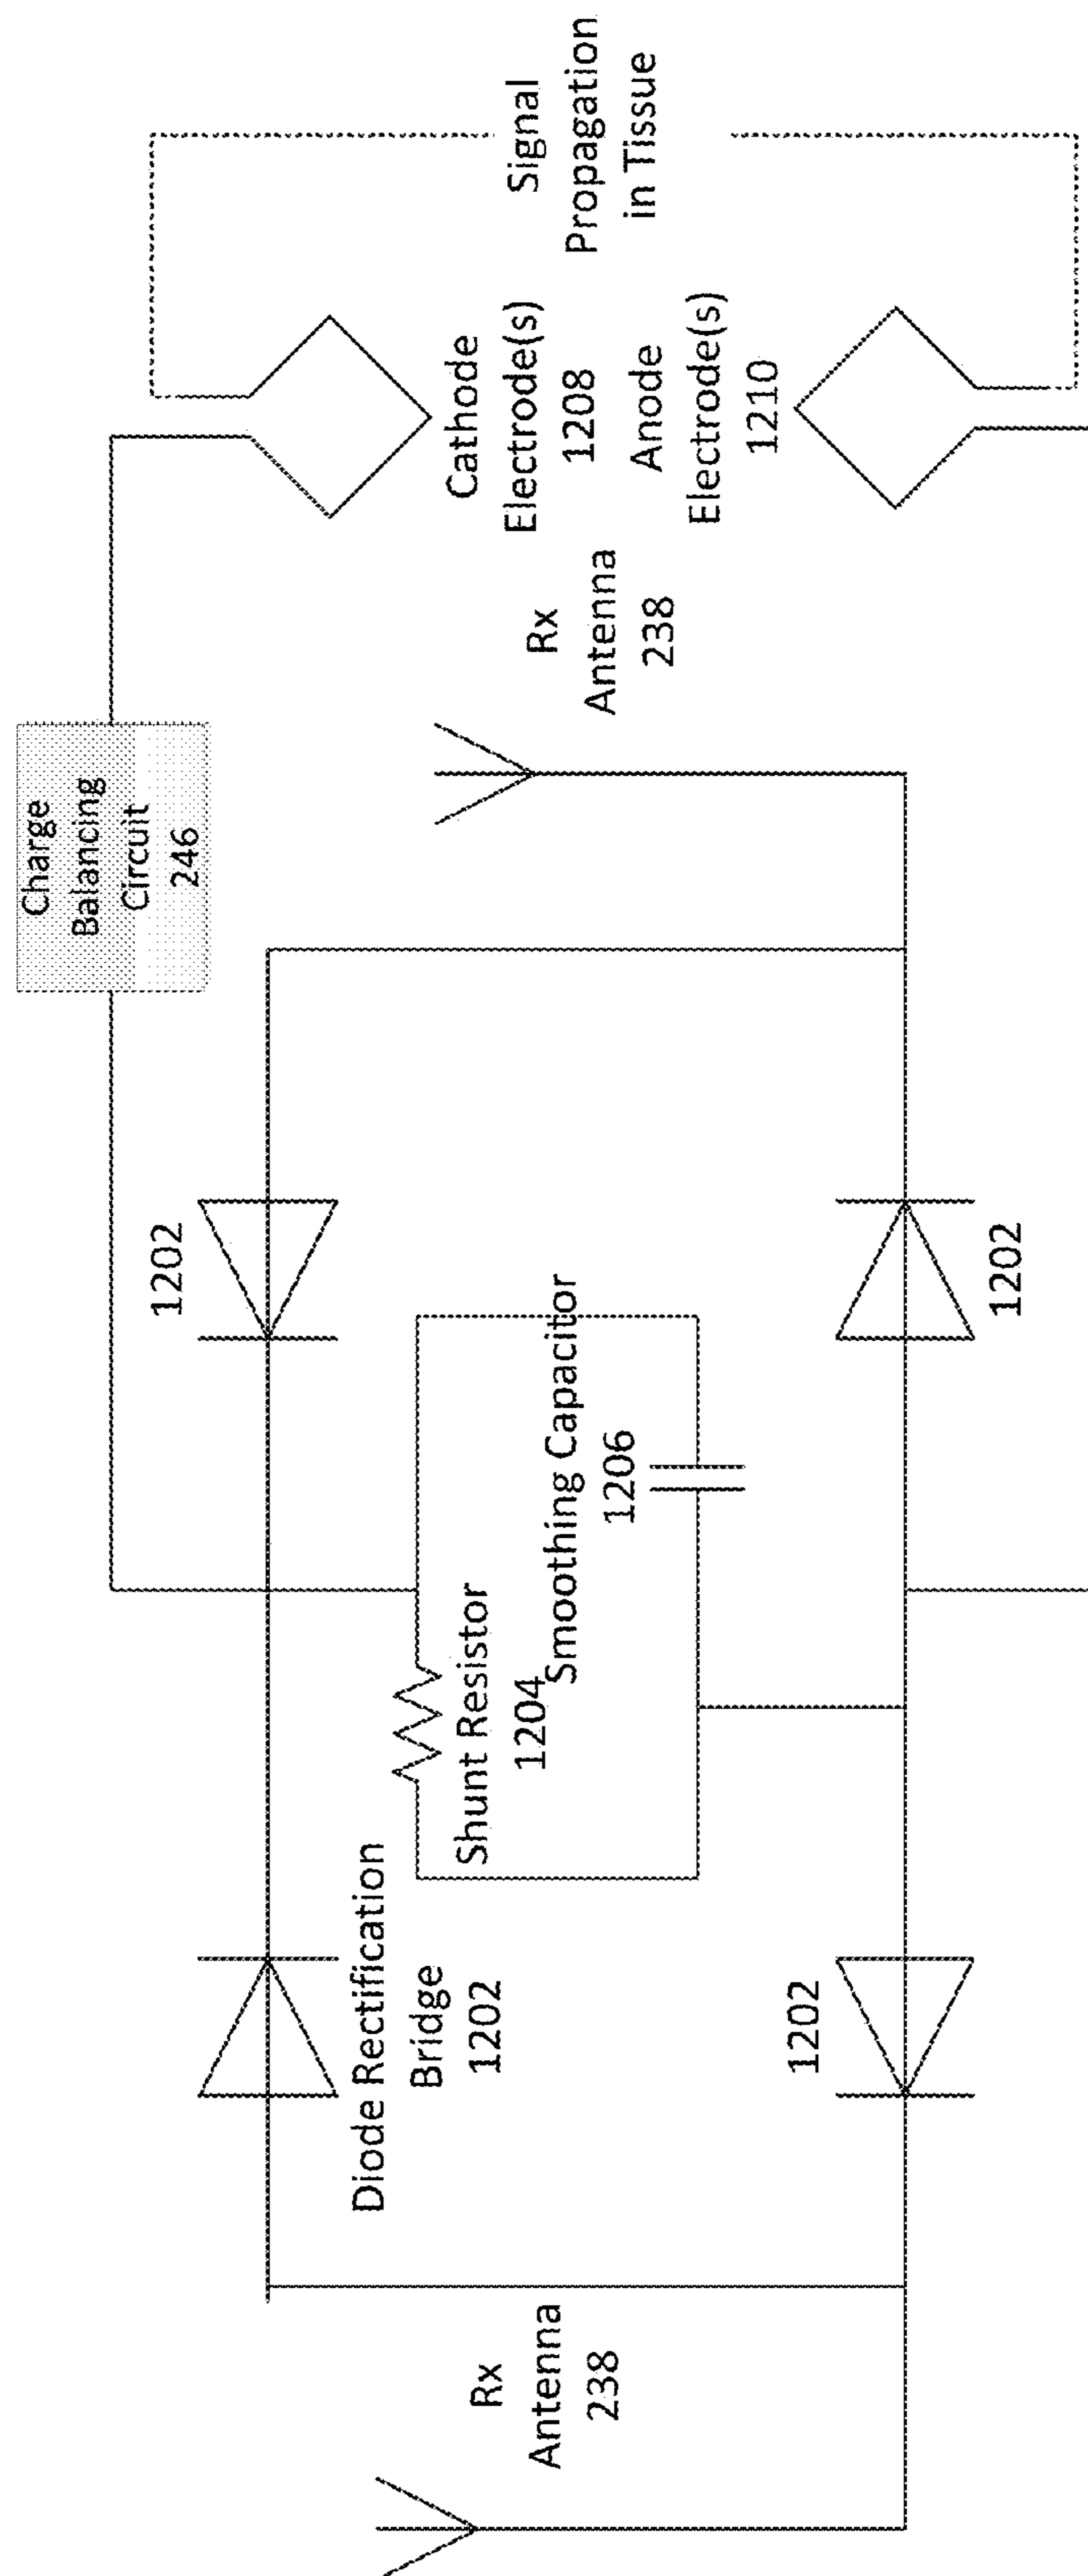 Charge
Balancing
Circuit
246
Signal
Propagation
in Tissue
Cathode
Electrode(s)
1208
Anode
Electrode(s)
1210
Rx
Antenna
238
1202
1202
Smoothing Capacitor
1206
Shunt Resistor
1204
Diode Rectification
Bridge
1202
1202
Rx
Antenna
238